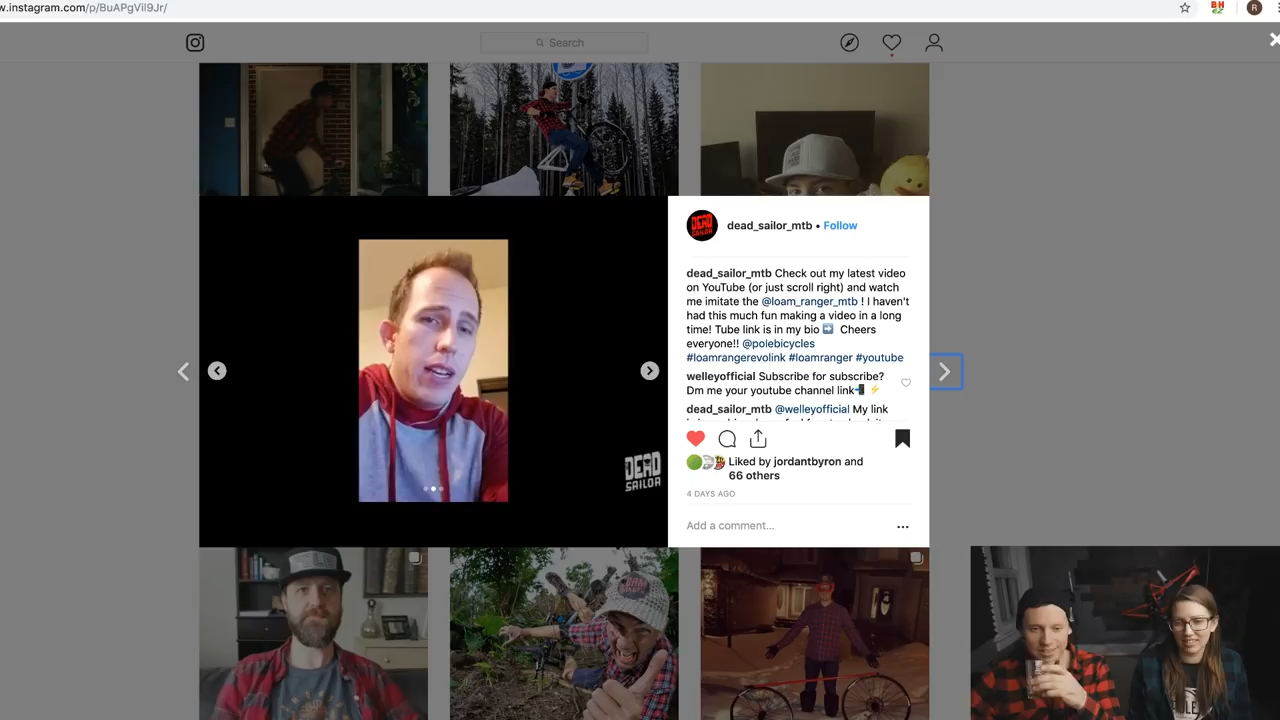 w.instagram.com/p/BuAPgVil9Jr/
R
Search
DEAD
SAILOR
dead_sailor_mtb • Follow
dead_sailor_mtb Check out my latest video
on YouTube (or just scroll right) and watch
me imitate the @loam_ranger_mtb ! I haven't
had this much fun making a video in a long
time! Tube link is in my bio ➡ Cheers
everyone!! @polebicycles
#loamrangerevolink #loamranger #youtube
welleyofficial Subscribe for subscribe?
Dm me your youtube channel link📲 ⚡
dead_sailor_mtb @welleyofficial My link
Liked by jordantbyron and
66 others
4 DAYS AGO
Add a comment...
DEAD
SAILOR